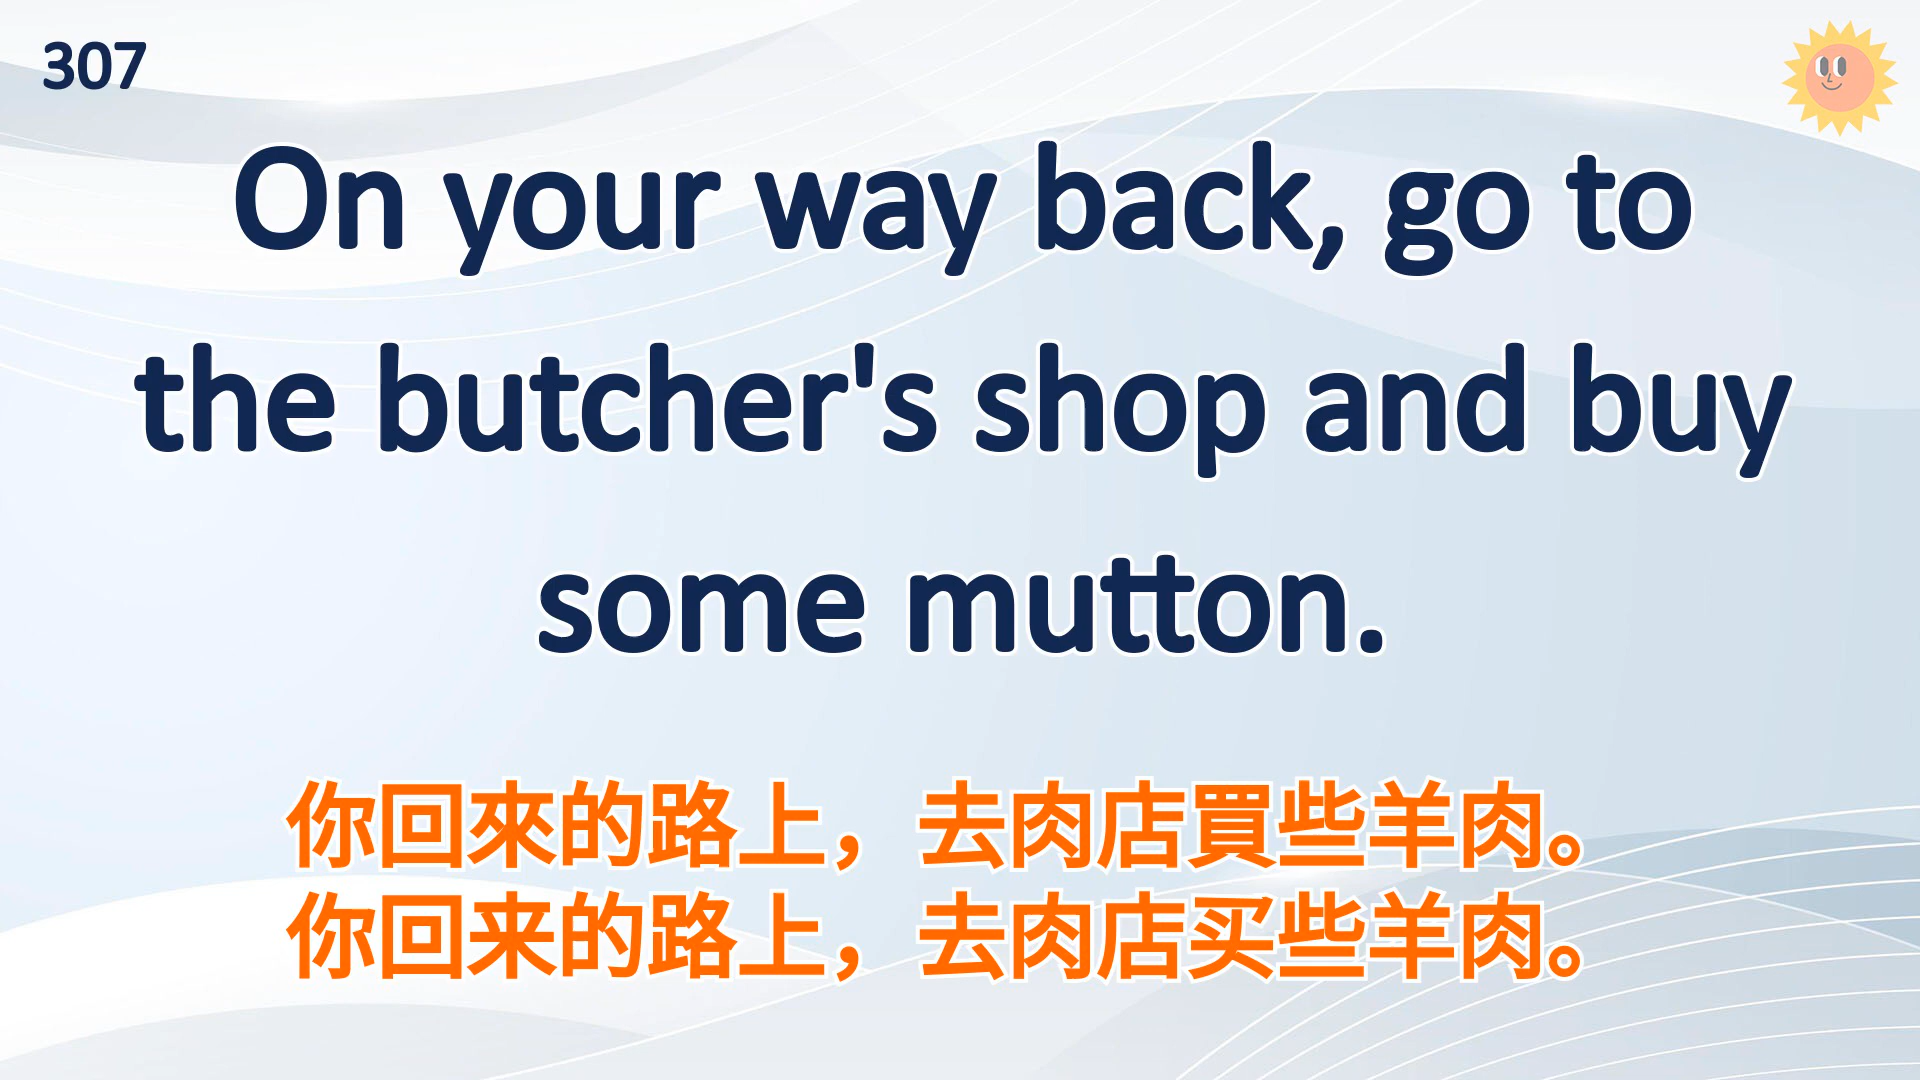 307
On your way back, go to
the butcher's shop and buy
some mutton.
你回來的路上，去肉店買些羊肉。
你回来的路上，去肉店买些羊肉。